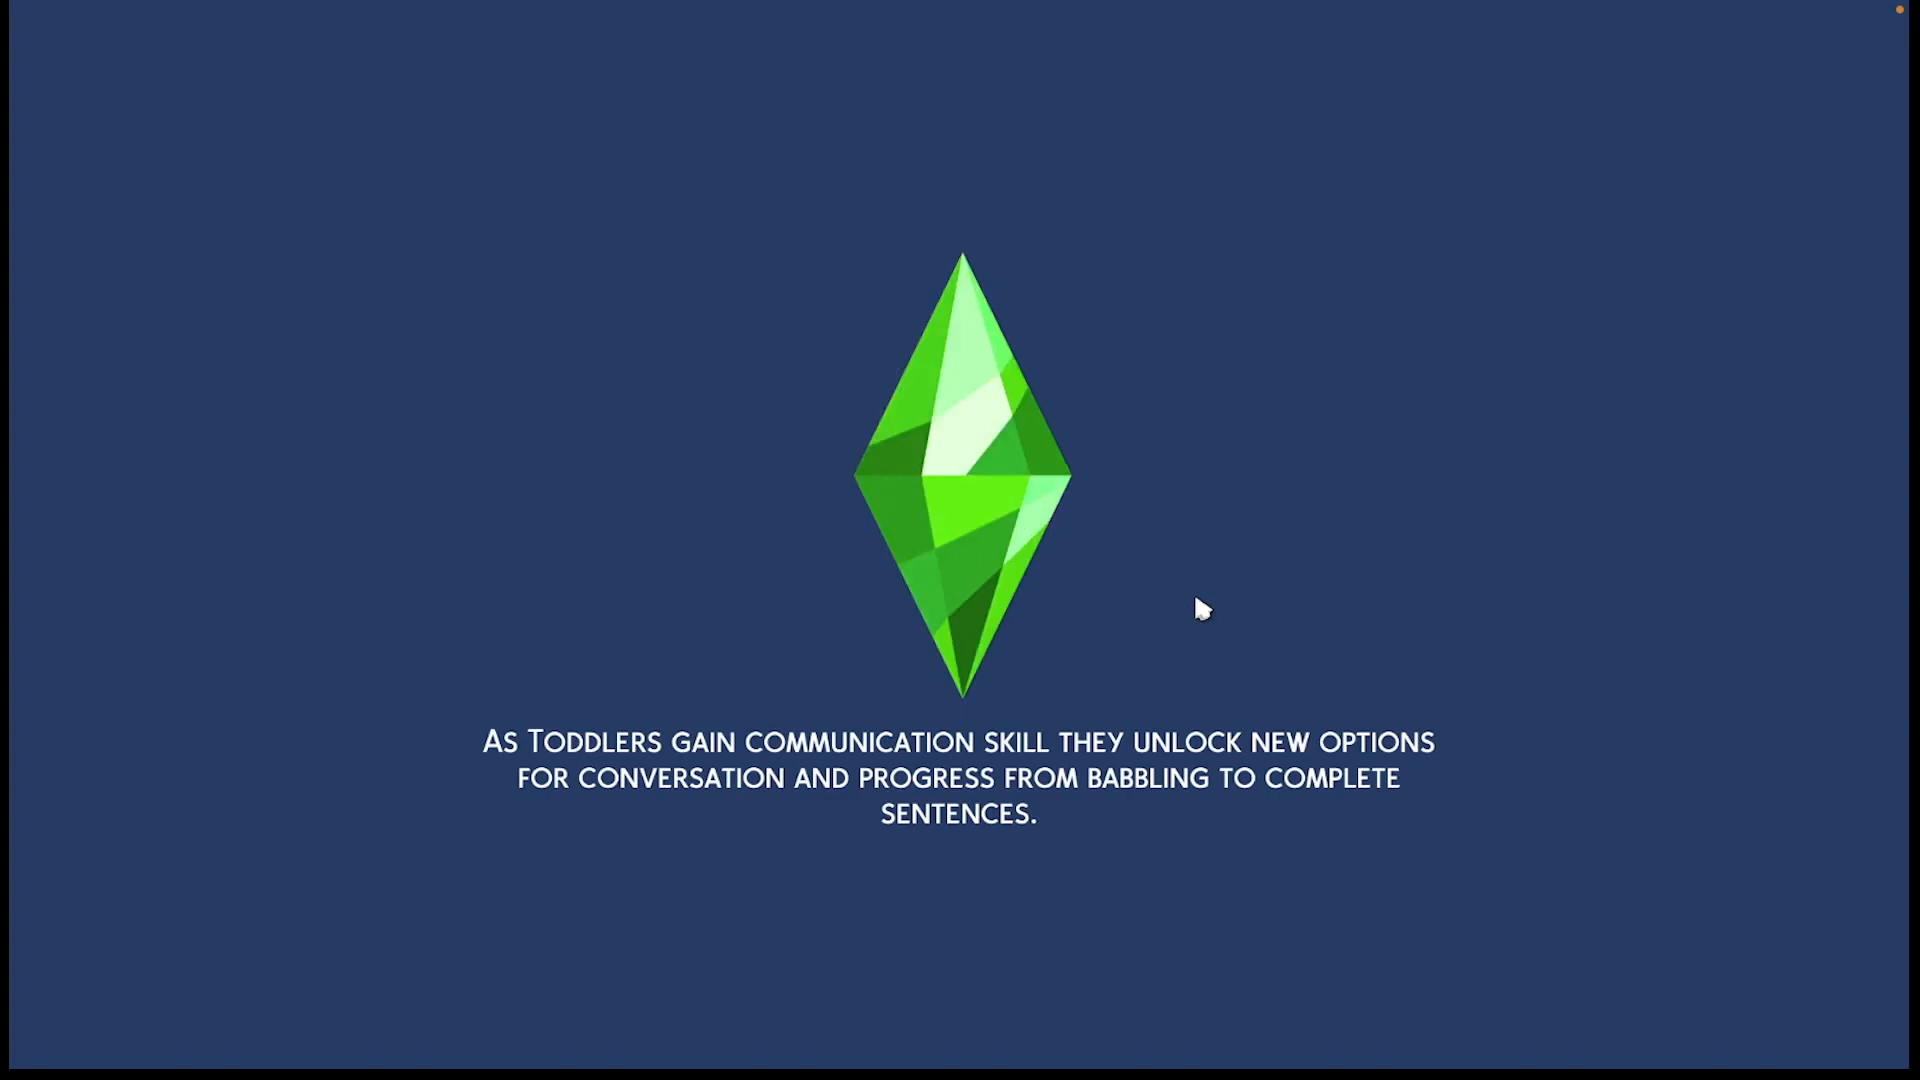 As Toddlers gain communication skill they unlock new options
for conversation and progress from babbling to complete
sentences.